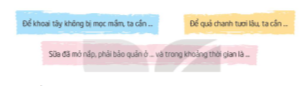 Để khoai tây không bị mọc mầm, ta cần ...
Để quả chanh tươi lâu, ta cần ...
Sữa đã mở nắp, phải bảo quản ở ... và trong khoảng thời gian là ...